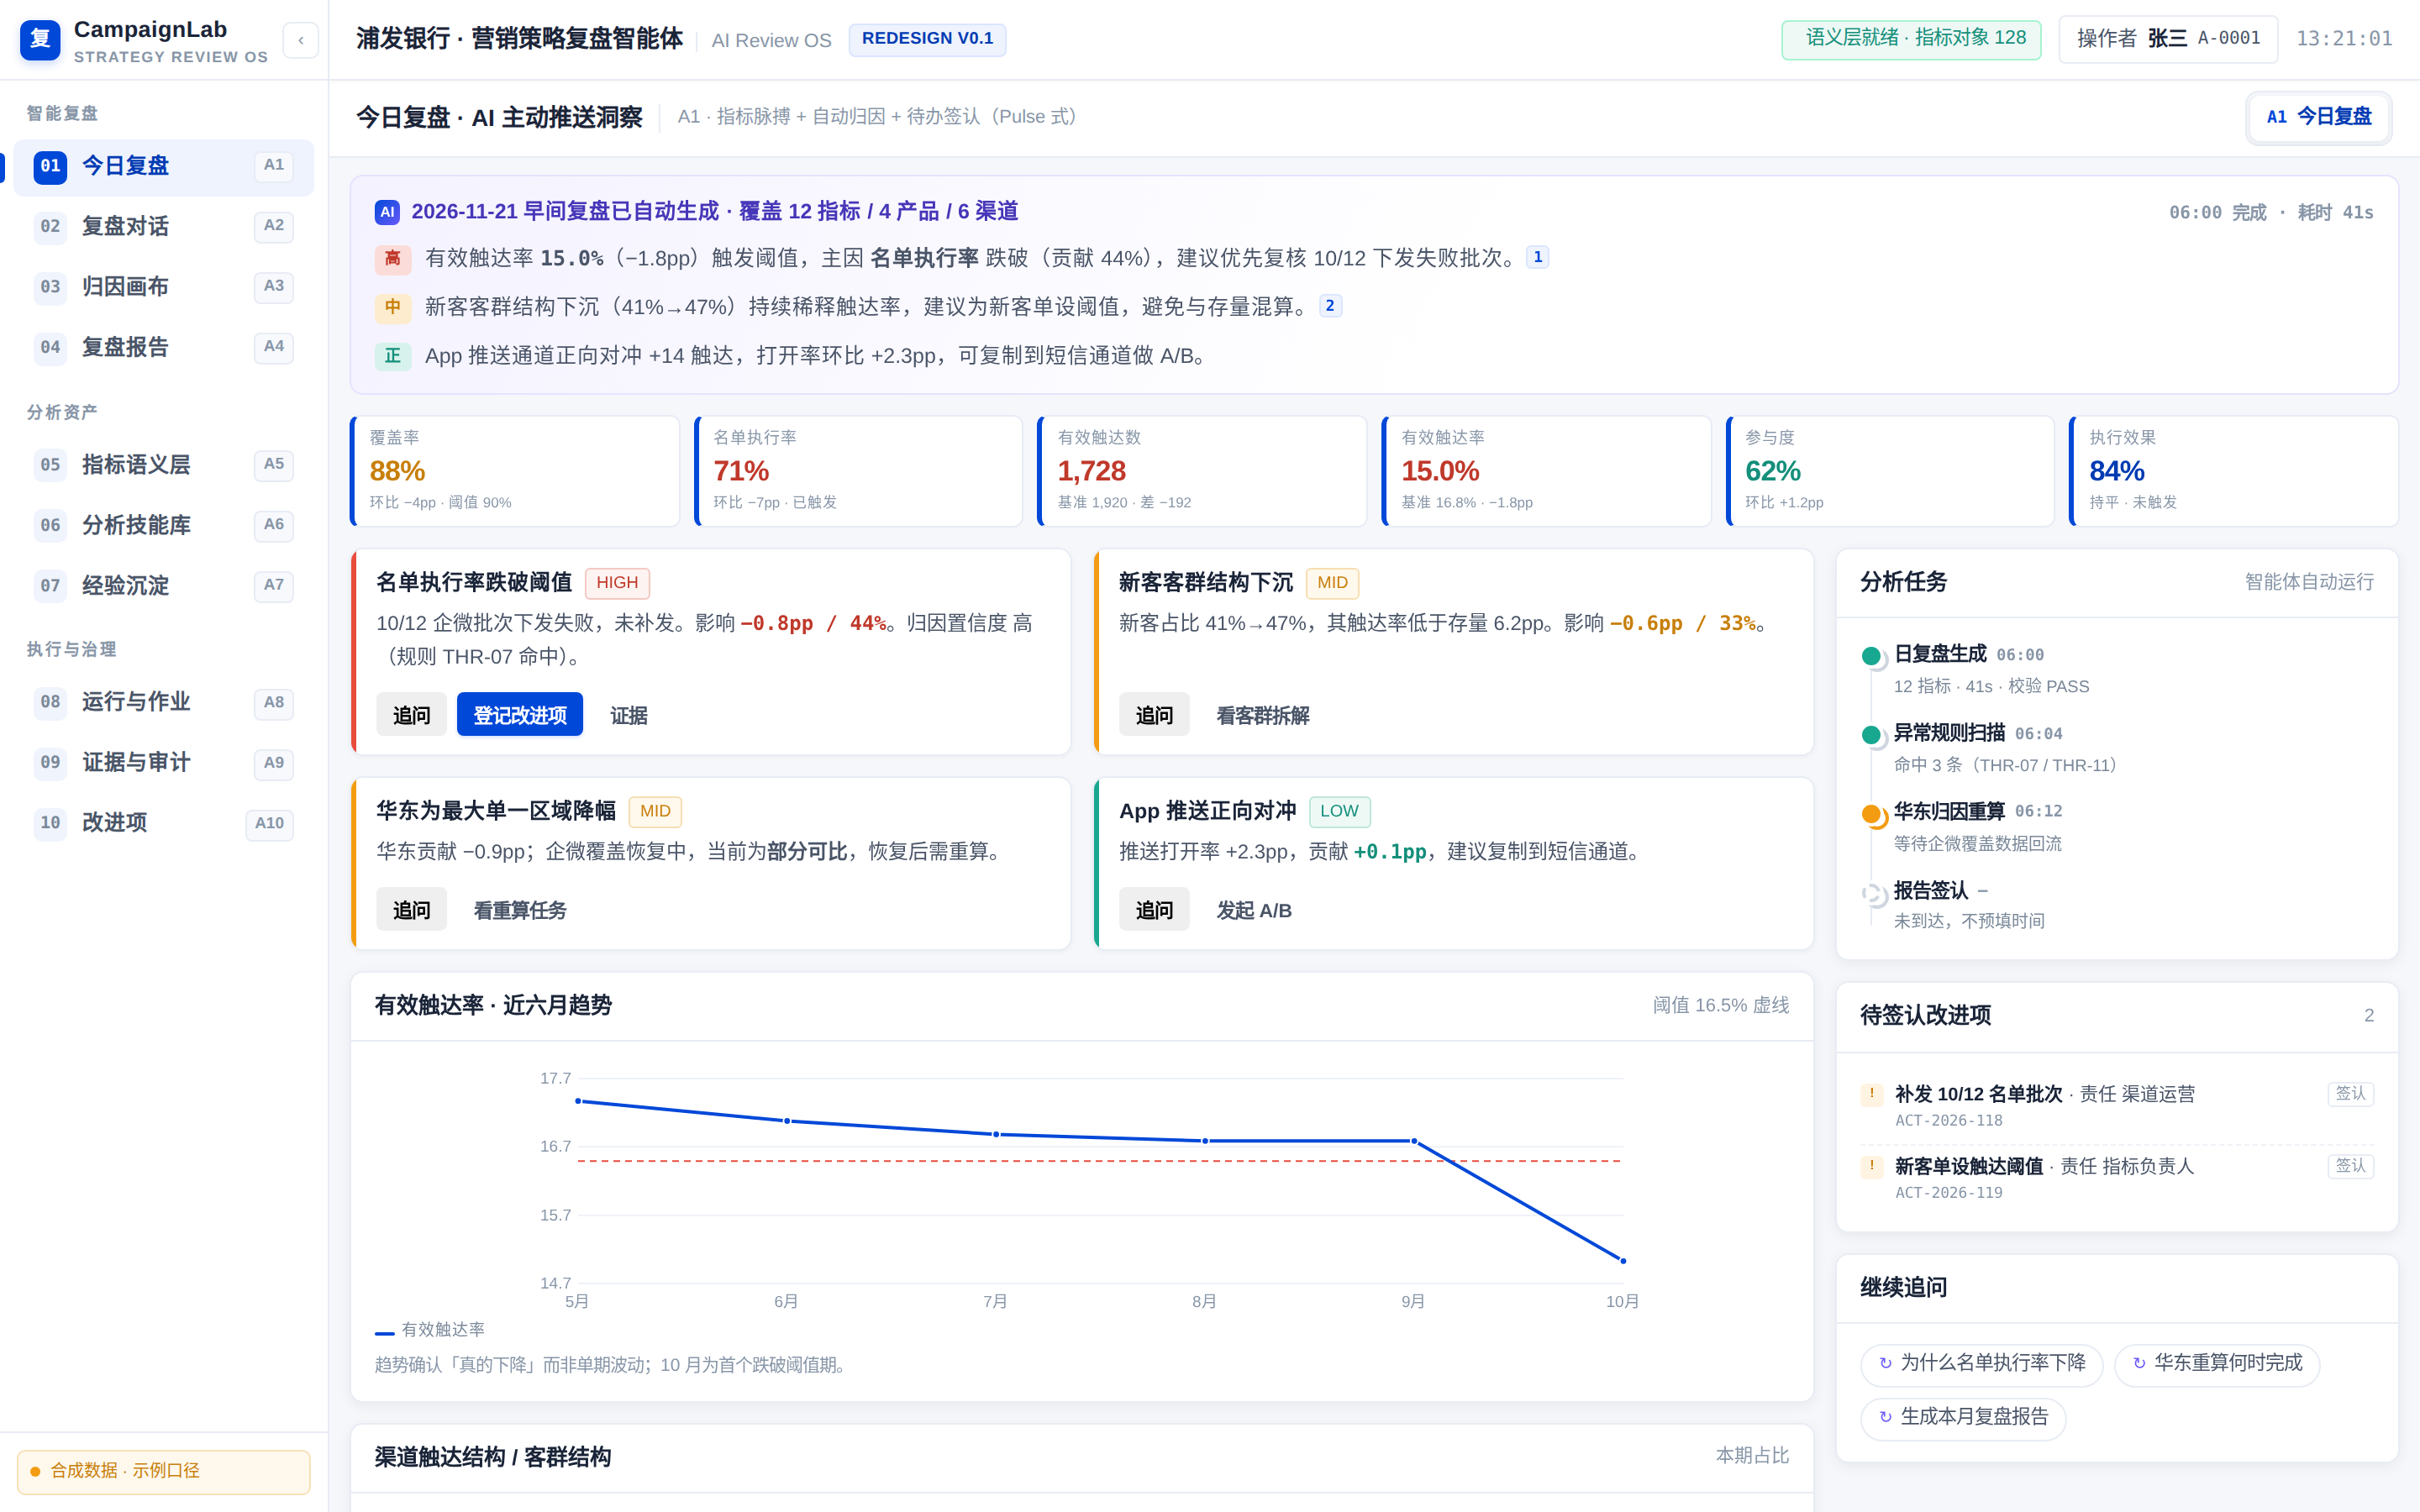 复
CampaignLab
STRATEGY REVIEW OS
‹
智能复盘
01 今日复盘 A1
02 复盘对话 A2
03 归因画布 A3
04 复盘报告 A4
分析资产
05 指标语义层 A5
06 分析技能库 A6
07 经验沉淀 A7
执行与治理
08 运行与作业 A8
09 证据与审计 A9
10 改进项 A10
合成数据 · 示例口径
浦发银行 · 营销策略复盘智能体 AI Review OS REDESIGN V0.1
语义层就绪 · 指标对象 128
操作者 张三 A-0001
13:21:01
今日复盘 · AI 主动推送洞察 A1 · 指标脉搏 + 自动归因 + 待办签认（Pulse 式）
A1 今日复盘
AI 2026-11-21 早间复盘已自动生成 · 覆盖 12 指标 / 4 产品 / 6 渠道
06:00 完成 · 耗时 41s
高 有效触达率 15.0%（−1.8pp）触发阈值，主因 名单执行率 跌破（贡献 44%），建议优先复核 10/12 下发失败批次。 1
中 新客客群结构下沉（41%→47%）持续稀释触达率，建议为新客单设阈值，避免与存量混算。 2
正 App 推送通道正向对冲 +14 触达，打开率环比 +2.3pp，可复制到短信通道做 A/B。
覆盖率
88%
环比 −4pp · 阈值 90%
名单执行率
71%
环比 −7pp · 已触发
有效触达数
1,728
基准 1,920 · 差 −192
有效触达率
15.0%
基准 16.8% · −1.8pp
参与度
62%
环比 +1.2pp
执行效果
84%
持平 · 未触发
名单执行率跌破阈值 HIGH
10/12 企微批次下发失败，未补发。影响 −0.8pp / 44%。归因置信度 高
（规则 THR-07 命中）。
追问 登记改进项 证据
新客客群结构下沉 MID
新客占比 41%→47%，其触达率低于存量 6.2pp。影响 −0.6pp / 33%。
追问 看客群拆解
华东为最大单一区域降幅 MID
华东贡献 −0.9pp；企微覆盖恢复中，当前为部分可比，恢复后需重算。
追问 看重算任务
App 推送正向对冲 LOW
推送打开率 +2.3pp，贡献 +0.1pp，建议复制到短信通道。
追问 发起 A/B
有效触达率 · 近六月趋势
阈值 16.5% 虚线
17.7
16.7
15.7
14.7
5月 6月 7月 8月 9月 10月
有效触达率
趋势确认「真的下降」而非单期波动；10 月为首个跌破阈值期。
渠道触达结构 / 客群结构
本期占比
分析任务
智能体自动运行
日复盘生成 06:00
12 指标 · 41s · 校验 PASS
异常规则扫描 06:04
命中 3 条（THR-07 / THR-11）
华东归因重算 06:12
等待企微覆盖数据回流
报告签认 —
未到达，不预填时间
待签认改进项
2
! 补发 10/12 名单批次 · 责任 渠道运营 签认
ACT-2026-118
! 新客单设触达阈值 · 责任 指标负责人 签认
ACT-2026-119
继续追问
↻ 为什么名单执行率下降
↻ 华东重算何时完成
↻ 生成本月复盘报告